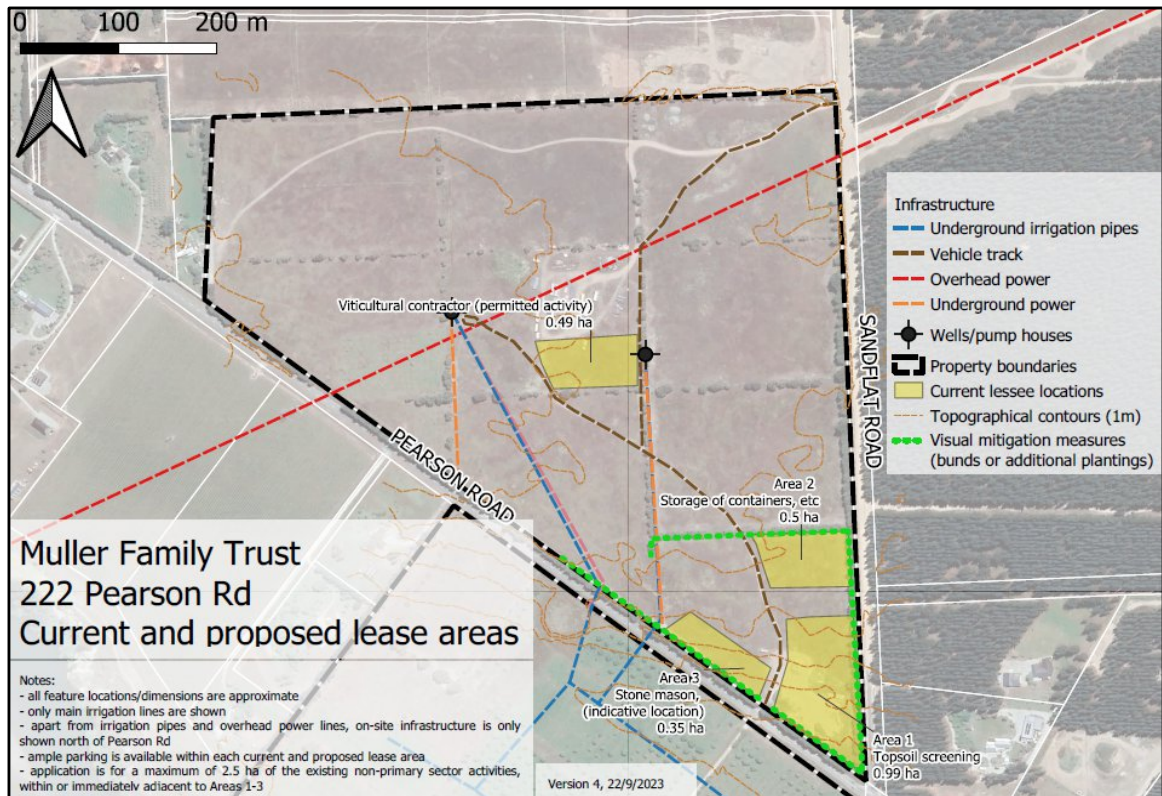 0 100 200 m
Infrastructure
Underground irrigation pipes
Vehicle track
Overhead power
Underground power
Wells/pump houses
Property boundaries
Current lessee locations
Topographical contours (1m)
Visual mitigation measures
(bunds or additional plantings)
SANDFLAT ROAD
Viticultural contractor (permitted activity)
0.49 ha
PEARSON ROAD
Area 2
Storage of containers, etc
0.5 ha
Area 3
Stone mason,
(indicative location)
0.35 ha
Area 1
Topsoil screening
0.99 ha
Muller Family Trust
222 Pearson Rd
Current and proposed lease areas
Notes:
- all feature locations/dimensions are approximate
- only main irrigation lines are shown
- apart from irrigation pipes and overhead power lines, on-site infrastructure is only
shown north of Pearson Rd
- ample parking is available within each current and proposed lease area
- application is for a maximum of 2.5 ha of the existing non-primary sector activities,
within or immediately adjacent to Areas 1-3
Version 4, 22/9/2023